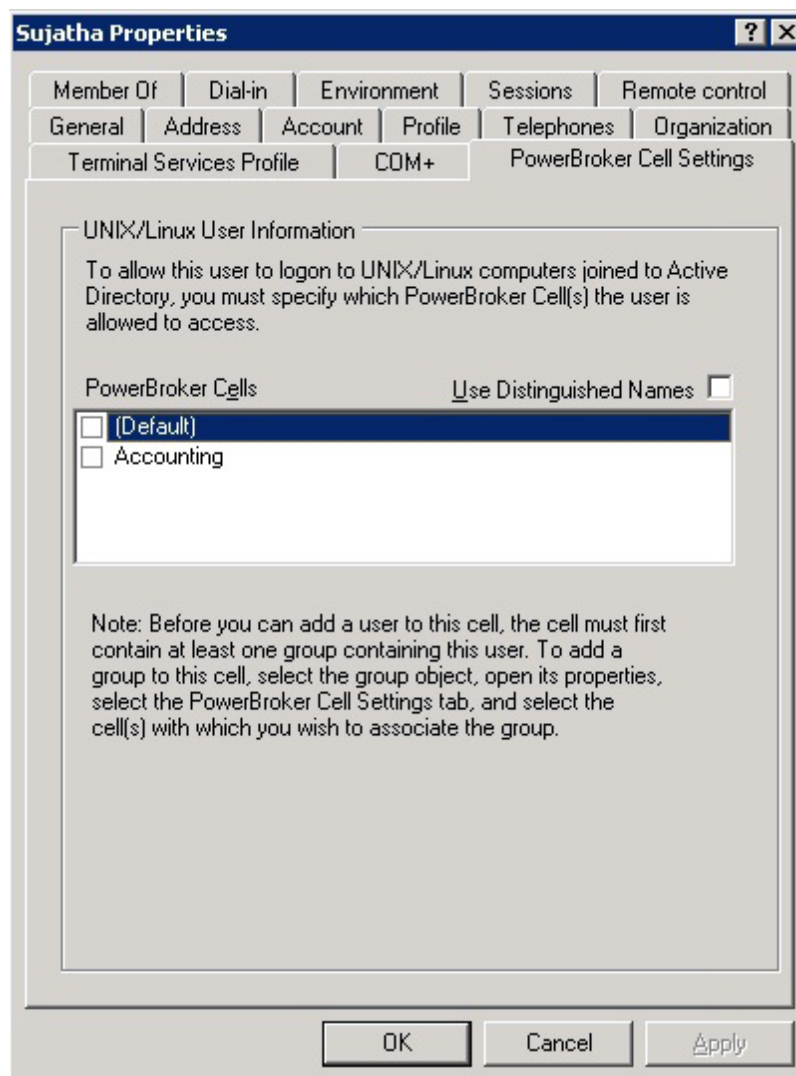 Sujatha Properties
Member Of Dial-in Environment Sessions Remote control
General Address Account Profile Telephones Organization
Terminal Services Profile COM+ PowerBroker Cell Settings
UNIX/Linux User Information
To allow this user to logon to UNIX/Linux computers joined to Active
Directory, you must specify which PowerBroker Cell(s) the user is
allowed to access.
PowerBroker Cells Use Distinguished Names
(Default)
Accounting
Note: Before you can add a user to this cell, the cell must first
contain at least one group containing this user. To add a
group to this cell, select the group object, open its properties,
select the PowerBroker Cell Settings tab, and select the
cell(s) with which you wish to associate the group.
OK Cancel Apply